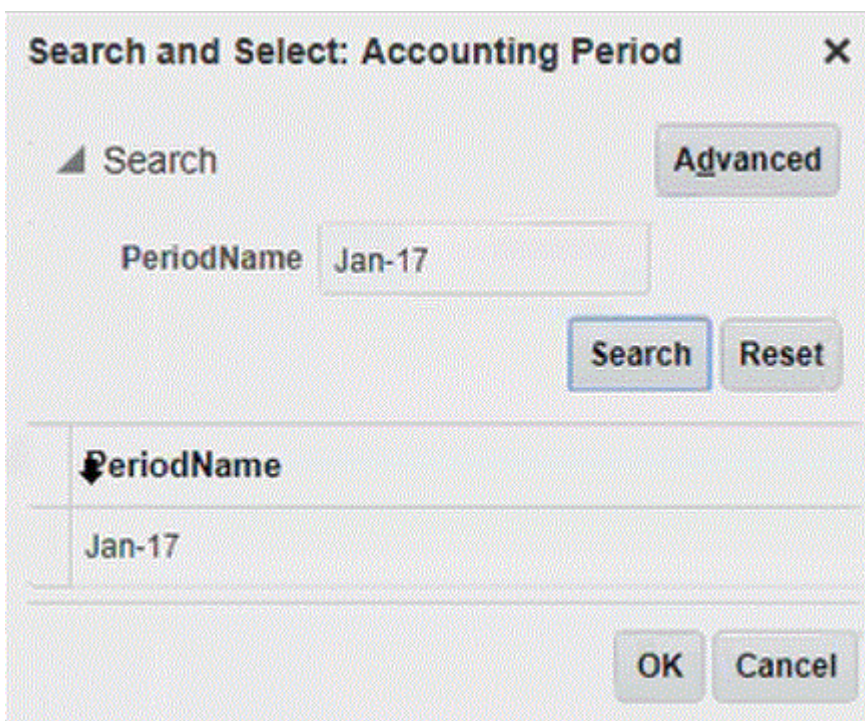 Search and Select: Accounting Period
Search
Advanced
PeriodName Jan-17
Search Reset
PeriodName
Jan-17
OK Cancel